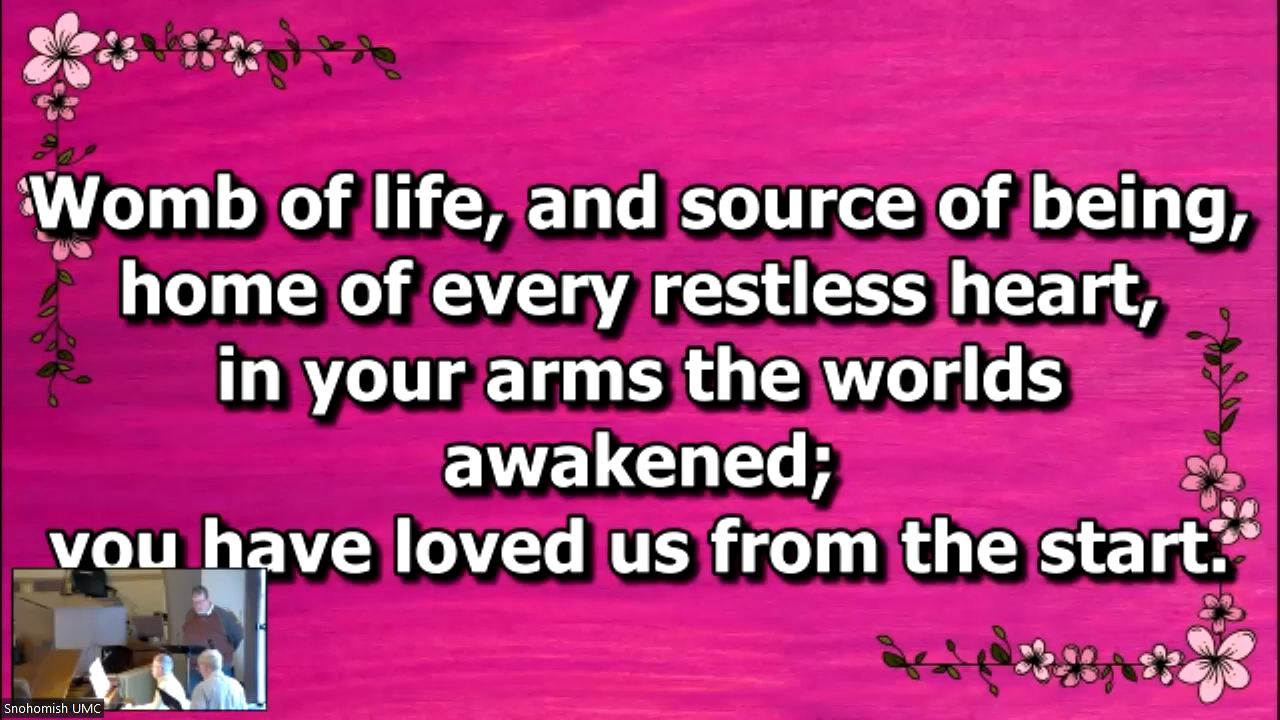 Womb of life, and source of being,
home of every restless heart,
in your arms the worlds
awakened;
you have loved us from the start.
Snohomish UMC